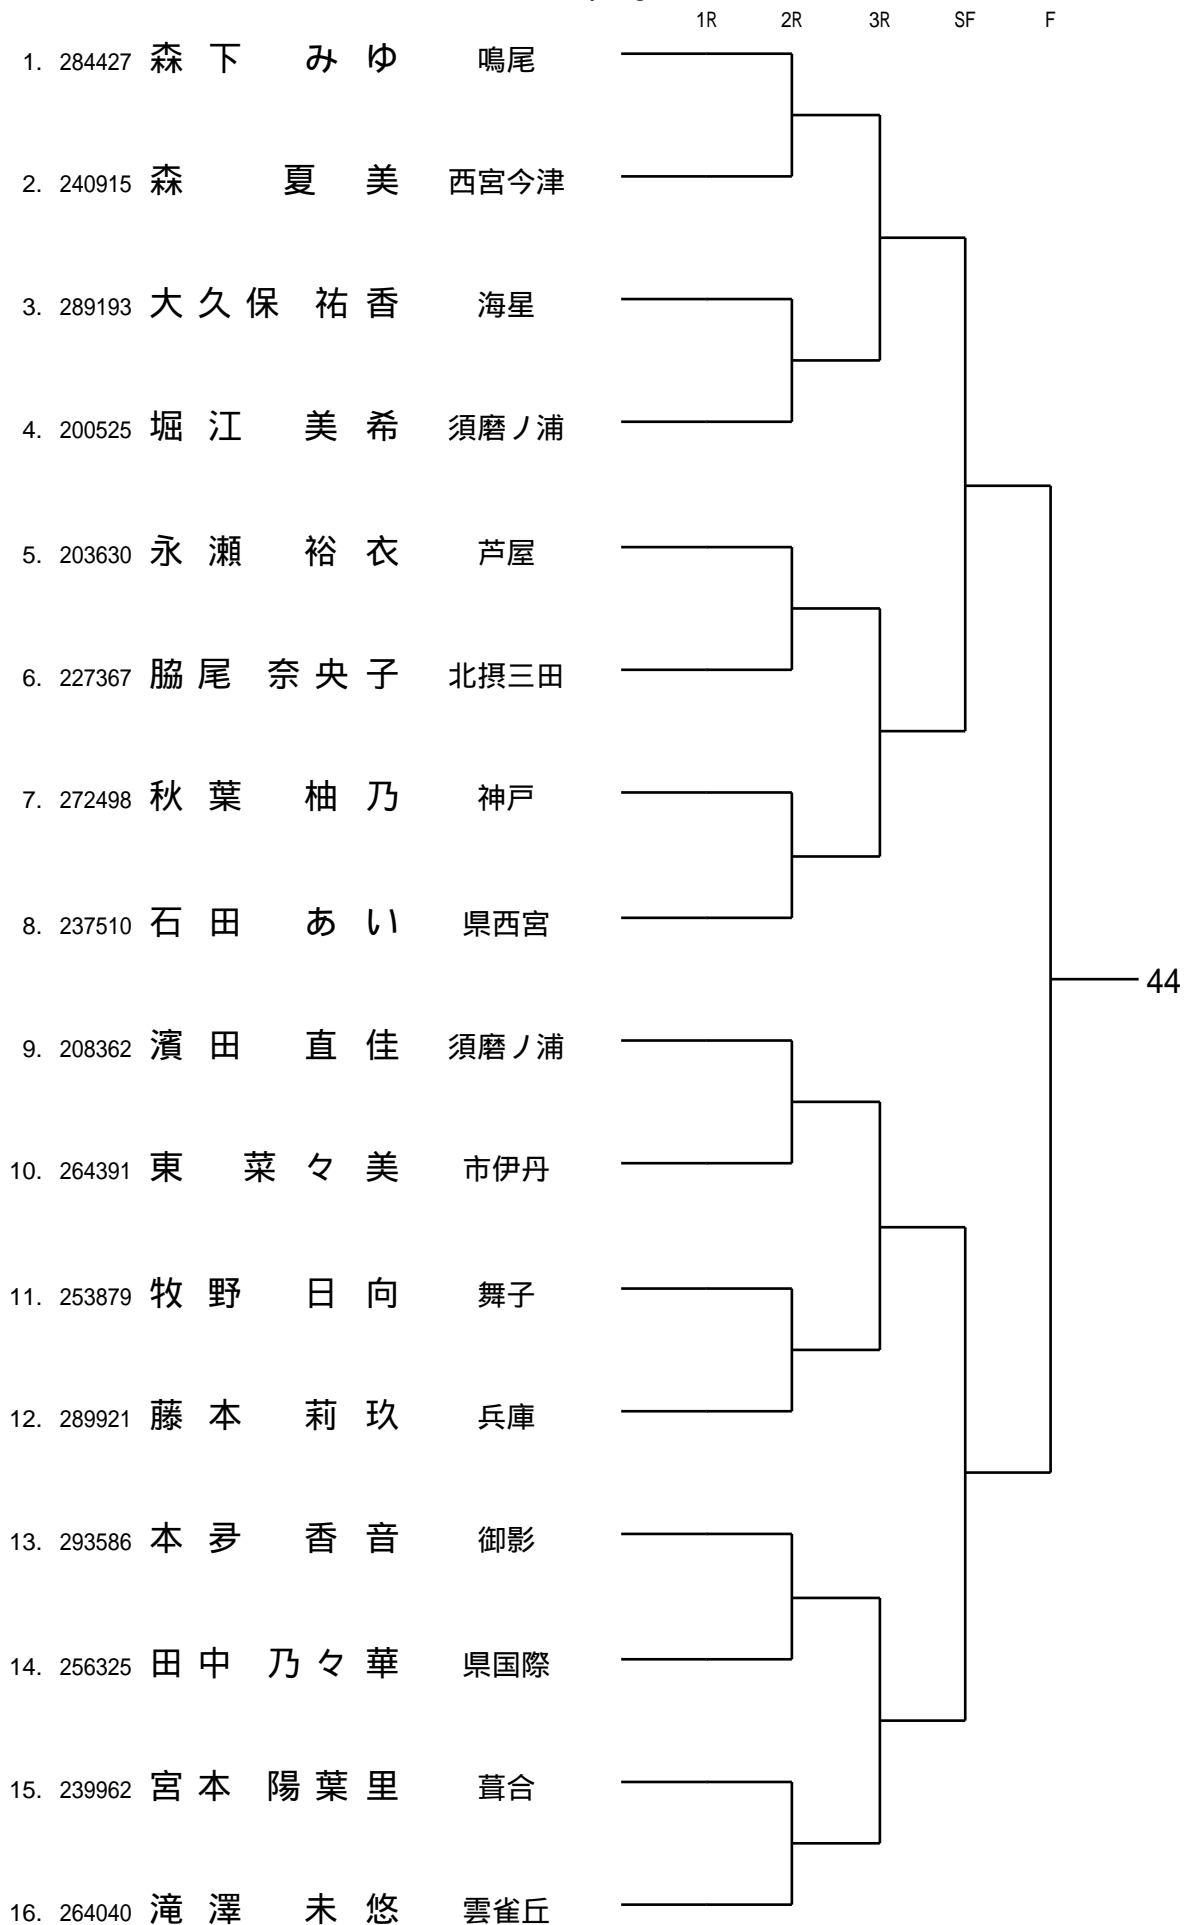 1R 2R 3R SF F
1. 284427 森下 みゆ 鳴尾
2. 240915 森 夏美 西宮今津
3. 289193 大久保 祐香 海星
4. 200525 堀江 美希 須磨ノ浦
5. 203630 永瀬 裕衣 芦屋
6. 227367 脇尾 奈央子 北摂三田
7. 272498 秋葉 柚乃 神戸
8. 237510 石田 あい 県西宮
44
9. 208362 濱田 直佳 須磨ノ浦
10. 264391 東 菜々美 市伊丹
11. 253879 牧野 日向 舞子
12. 289921 藤本 莉玖 兵庫
13. 293586 本夛 香音 御影
14. 256325 田中 乃々華 県国際
15. 239962 宮本 陽葉里 葺合
16. 264040 滝澤 未悠 雲雀丘